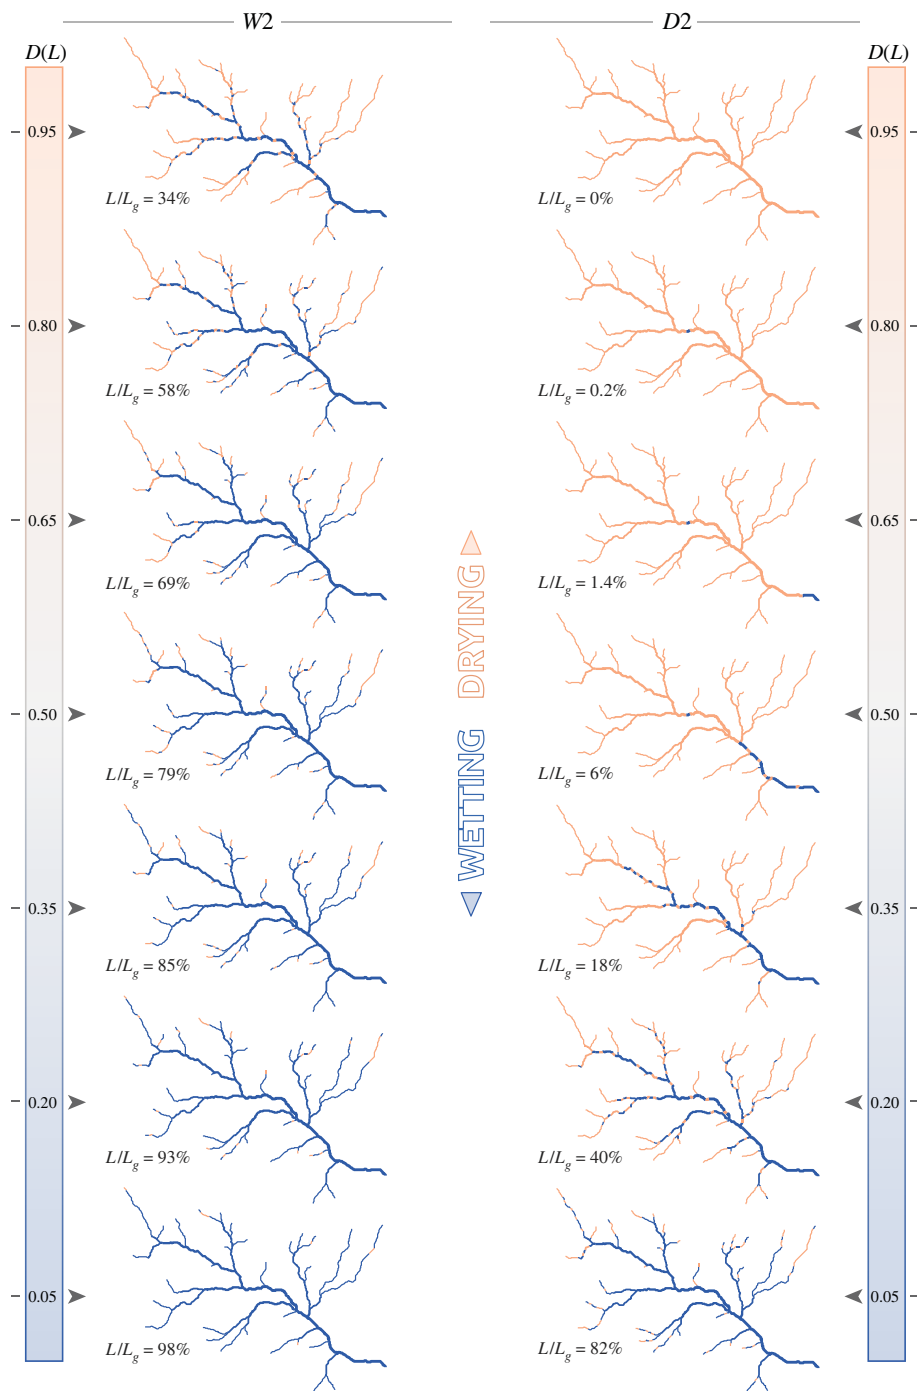 W2
D2
D(L)
D(L)
0.95
L/Lg = 34%
L/Lg = 0%
0.95
0.80
L/Lg = 58%
L/Lg = 0.2%
0.80
0.65
L/Lg = 69%
L/Lg = 1.4%
0.65
DRYING
0.50
L/Lg = 79%
L/Lg = 6%
0.50
WETTING
0.35
L/Lg = 85%
L/Lg = 18%
0.35
0.20
L/Lg = 93%
L/Lg = 40%
0.20
0.05
L/Lg = 98%
L/Lg = 82%
0.05